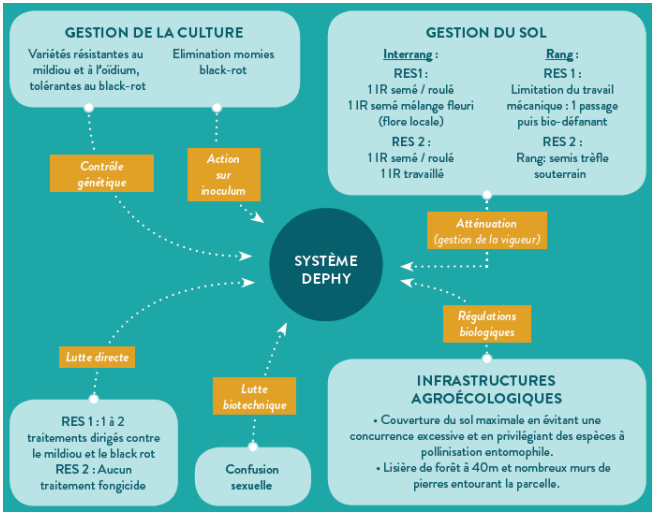 GESTION DE LA CULTURE
Variétés résistantes au
mildiou et à l'oïdium,
tolérantes au black-rot
Elimination momies
black-rot
GESTION DU SOL
Interrang :
RES1 :
1 IR semé / roulé
1 IR semé mélange fleuri
(flore locale)
RES 2 :
1 IR semé / roulé
1 IR travaillé
Rang :
RES 1 :
Limitation du travail
mécanique : 1 passage
puis bio-défanant
RES 2 :
Rang: semis trèfle
souterrain
Contrôle
génétique
Action
sur
inoculum
Atténuation
(gestion de la vigueur)
SYSTÈME
DEPHY
Régulations
biologiques
Lutte directe
Lutte
biotechnique
RES 1 : 1 à 2
traitements dirigés contre
le mildiou et le black rot
RES 2 : Aucun
traitement fongicide
Confusion
sexuelle
INFRASTRUCTURES
AGROÉCOLOGIQUES
• Couverture du sol maximale en évitant une
concurrence excessive et en privilégiant des espèces à
pollinisation entomophile.
• Lisière de forêt à 40m et nombreux murs de
pierres entourant la parcelle.